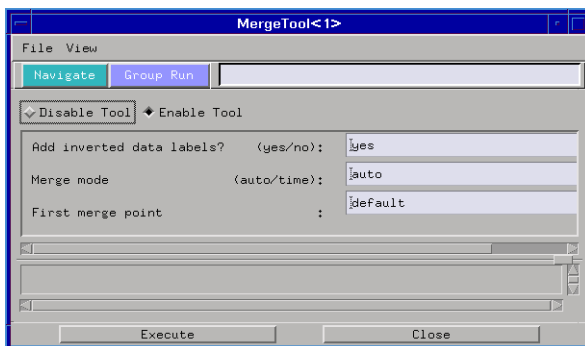 MergeTool<1>
File View
Navigate Group Run
Disable Tool Enable Tool
Add inverted data labels? (yes/no): yes
Merge mode (auto/time): auto
First merge point : default
Execute Close